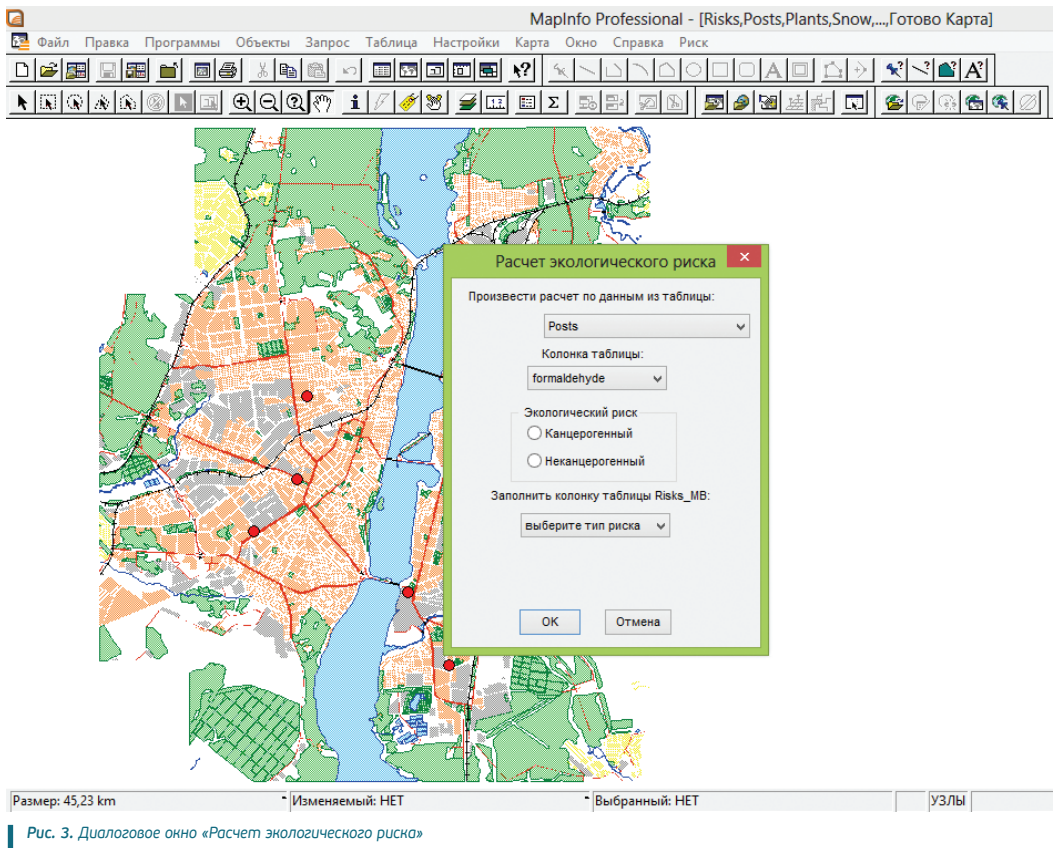 MapInfo Professional - [Risks,Posts,Plants,Snow,...,Готово Карта]
Файл Правка Программы Объекты Запрос Таблица Настройки Карта Окно Справка Риск
Расчет экологического риска
Произвести расчет по данным из таблицы:
Posts
Колонка таблицы:
formaldehyde
Экологический риск
Канцерогенный
Неканцерогенный
Заполнить колонку таблицы Risks_MB:
выберите тип риска
OK Отмена
Размер: 45,23 km Изменяемый: НЕТ Выбранный: НЕТ УЗЛЫ
Рис. 3. Диалоговое окно «Расчет экологического риска»